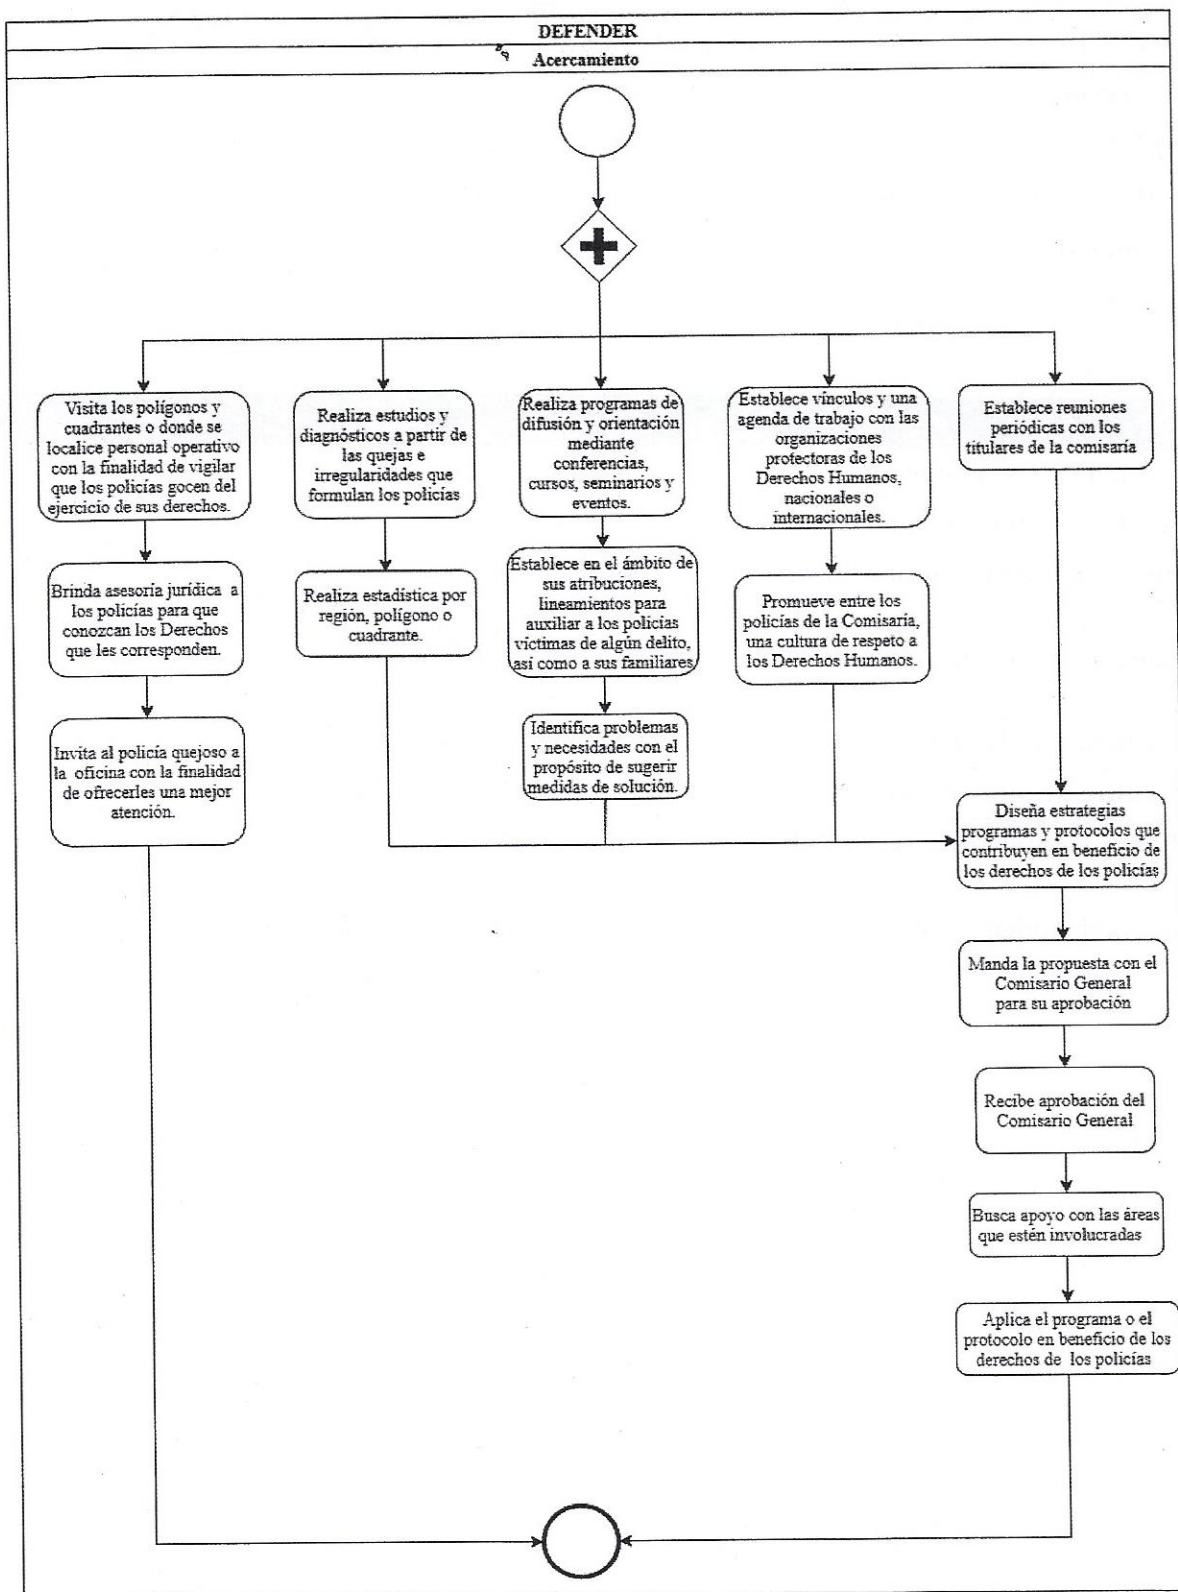 DEFENDER
Acercamiento
Visita los polígonos y
cuadrantes o donde se
localice personal operativo
con la finalidad de vigilar
que los policías gocen del
ejercicio de sus derechos.
Brinda asesoría jurídica a
los policías para que
conozcan los Derechos
que les corresponden.
Invita al policía quejoso a
la oficina con la finalidad
de ofrecerles una mejor
atención.
Realiza estudios y
diagnósticos a partir de
las quejas e
irregularidades que
formulan los policías
Realiza estadística por
región, polígono o
cuadrante.
Realiza programas de
difusión y orientación
mediante
conferencias,
cursos, seminarios y
eventos.
Establece en el ámbito de
sus atribuciones,
lineamientos para
auxiliar a los policías
víctimas de algún delito,
así como a sus familiares
Identifica problemas
y necesidades con el
propósito de sugerir
medidas de solución.
Establece vínculos y una
agenda de trabajo con las
organizaciones
protectoras de los
Derechos Humanos,
nacionales o
internacionales.
Promueve entre los
policías de la Comisaría,
una cultura de respeto a
los Derechos Humanos.
Establece reuniones
periódicas con los
titulares de la comisaría
Diseña estrategias
programas y protocolos que
contribuyen en beneficio de
los derechos de los policías
Manda la propuesta con el
Comisario General
para su aprobación
Recibe aprobación del
Comisario General
Busca apoyo con las áreas
que estén involucradas
Aplica el programa o el
protocolo en beneficio de los
derechos de los policías